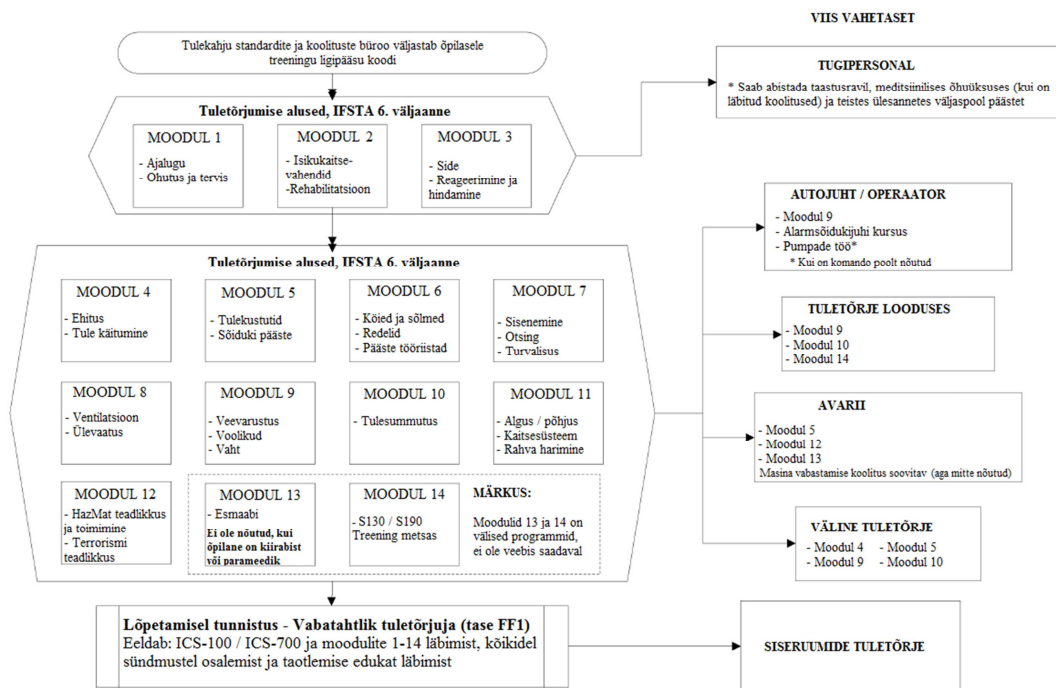 VIIS VAHETASET
Tulekahju standardite ja koolituste büroo väljastab õpilasele
treeningu ligipääsu koodi
TUGIPERSONAL
* Saab abistada taastusravil, meditsiinilises õhuüksuses (kui on
läbitud koolitused) ja teistes ülesannetes väljaspool päästet
Tuletõrjumise alused, IFSTA 6. väljaanne
MOODUL 1
- Ajalugu
- Ohutus ja tervis
MOODUL 2
- Isikukaitse-
vahendid
-Rehabilitatsioon
MOODUL 3
- Side
- Reageerimine ja
hindamine
Tuletõrjumise alused, IFSTA 6. väljaanne
MOODUL 4
- Ehitus
- Tule käitumine
MOODUL 5
- Tulekustutid
- Sõiduki pääste
MOODUL 6
- Köied ja sõlmed
- Redelid
- Pääste tööriistad
MOODUL 7
- Sisenemine
- Otsing
- Turvalisus
MOODUL 8
- Ventilatsioon
- Ülevaatus
MOODUL 9
- Veevarustus
- Voolikud
- Vaht
MOODUL 10
- Tulesummutus
MOODUL 11
- Algus / põhjus
- Kaitsesüsteem
- Rahva harimine
MOODUL 12
- HazMat teadlikkus
ja toimimine
- Terrorismi
teadlikkus
MOODUL 13
- Esmaabi
Ei ole nõutud, kui
õpilane on kiirabist
või parameedik
MOODUL 14
- S130 / S190
Treening metsas
MÄRKUS:
Moodulid 13 ja 14 on
välised programmid,
ei ole veebis saadaval
AUTOJUHT / OPERAATOR
- Moodul 9
- Alarmsõidukijuhi kursus
- Pumpade töö*
* Kui on komando poolt nõutud
TULETÕRJE LOODUSES
- Moodul 9
- Moodul 10
- Moodul 14
AVARII
- Moodul 5
- Moodul 12
- Moodul 13
Masina vabastamise koolitus soovitav (aga mitte nõutud)
VÄLINE TULETÕRJE
- Moodul 4 - Moodul 5
- Moodul 9 - Moodul 10
Lõpetamisel tunnistus - Vabatahtlik tuletõrjuja (tase FF1)
Eeldab: ICS-100 / ICS-700 ja moodulite 1-14 läbimist, kõikidel
sündmustel osalemist ja taotlemise edukat läbimist
SISERUUMIDE TULETÕRJE